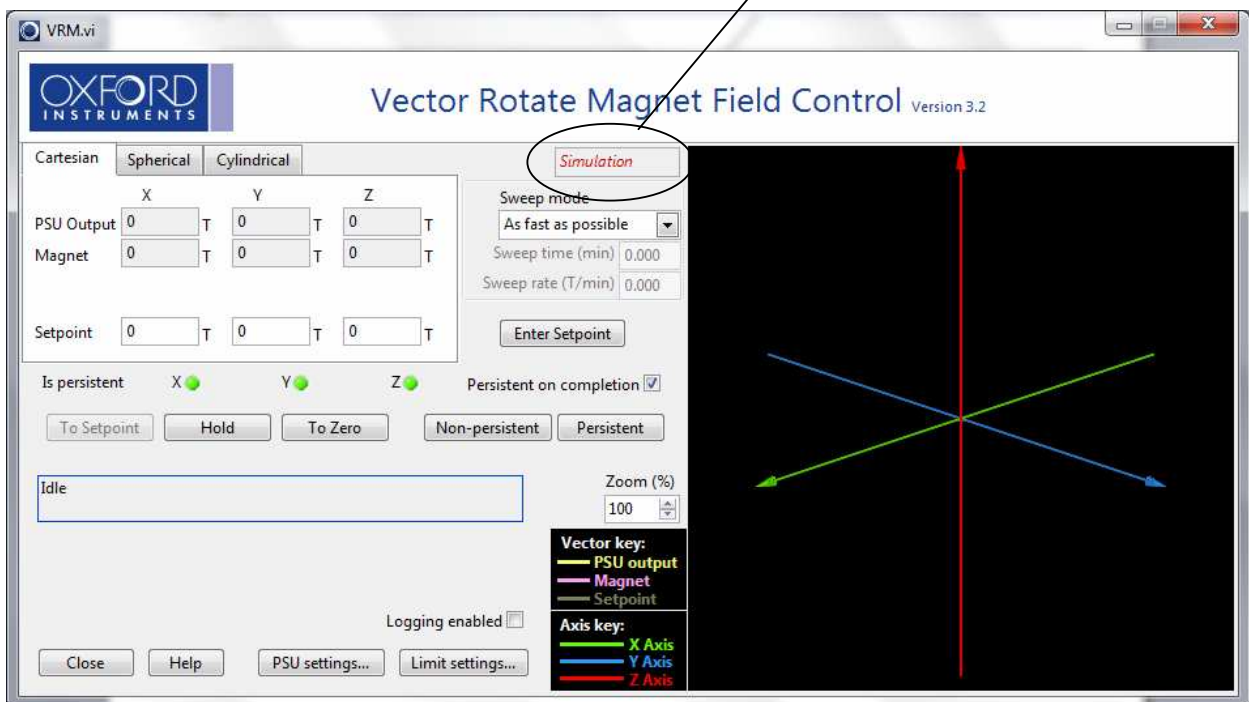 VRM.vi
OXFORD
INSTRUMENTS
Vector Rotate Magnet Field Control Version 3.2
Cartesian Spherical Cylindrical
Simulation
X Y Z
PSU Output 0 T 0 T 0 T
Magnet 0 T 0 T 0 T
Setpoint 0 T 0 T 0 T
Sweep mode
As fast as possible
Sweep time (min) 0.000
Sweep rate (T/min) 0.000
Enter Setpoint
Is persistent X Y Z Persistent on completion
To Setpoint Hold To Zero Non-persistent Persistent
Idle
Zoom (%)
100
Vector key:
PSU output
Magnet
Setpoint
Logging enabled
Axis key:
X Axis
Y Axis
Z Axis
Close Help PSU settings... Limit settings...